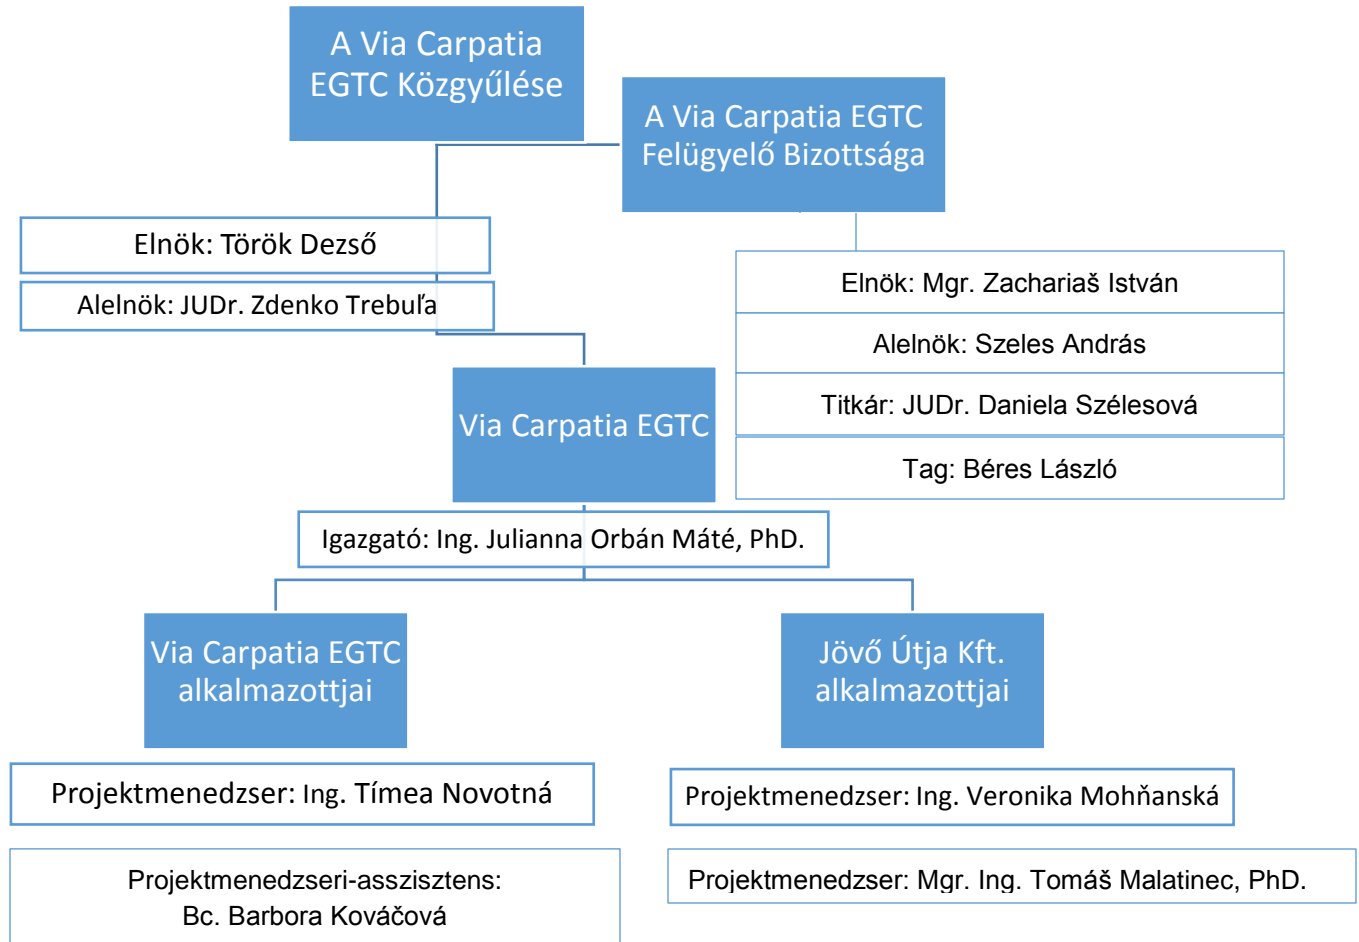 A Via Carpatia
EGTC Közgyűlése
A Via Carpatia EGTC
Felügyelő Bizottsága
Elnök: Török Dezső
Alelnök: JUDr. Zdenko Trebuľa
Elnök: Mgr. Zachariaš István
Alelnök: Szeles András
Titkár: JUDr. Daniela Szélesová
Tag: Béres László
Via Carpatia EGTC
Igazgató: Ing. Julianna Orbán Máté, PhD.
Via Carpatia EGTC
alkalmazottjai
Jövő Útja Kft.
alkalmazottjai
Projektmenedzser: Ing. Tímea Novotná
Projektmenedzseri-asszisztens:
Bc. Barbora Kováčová
Projektmenedzser: Ing. Veronika Mohňanská
Projektmenedzser: Mgr. Ing. Tomáš Malatinec, PhD.